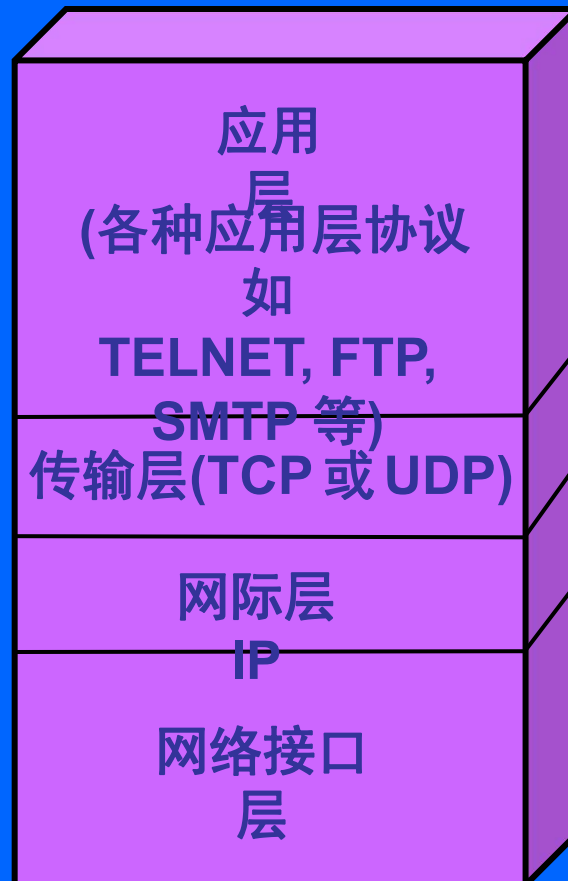 应用
层
(各种应用层协议
如
TELNET, FTP,
SMTP 等)
传输层(TCP 或 UDP)
网际层
IP
网络接口
层